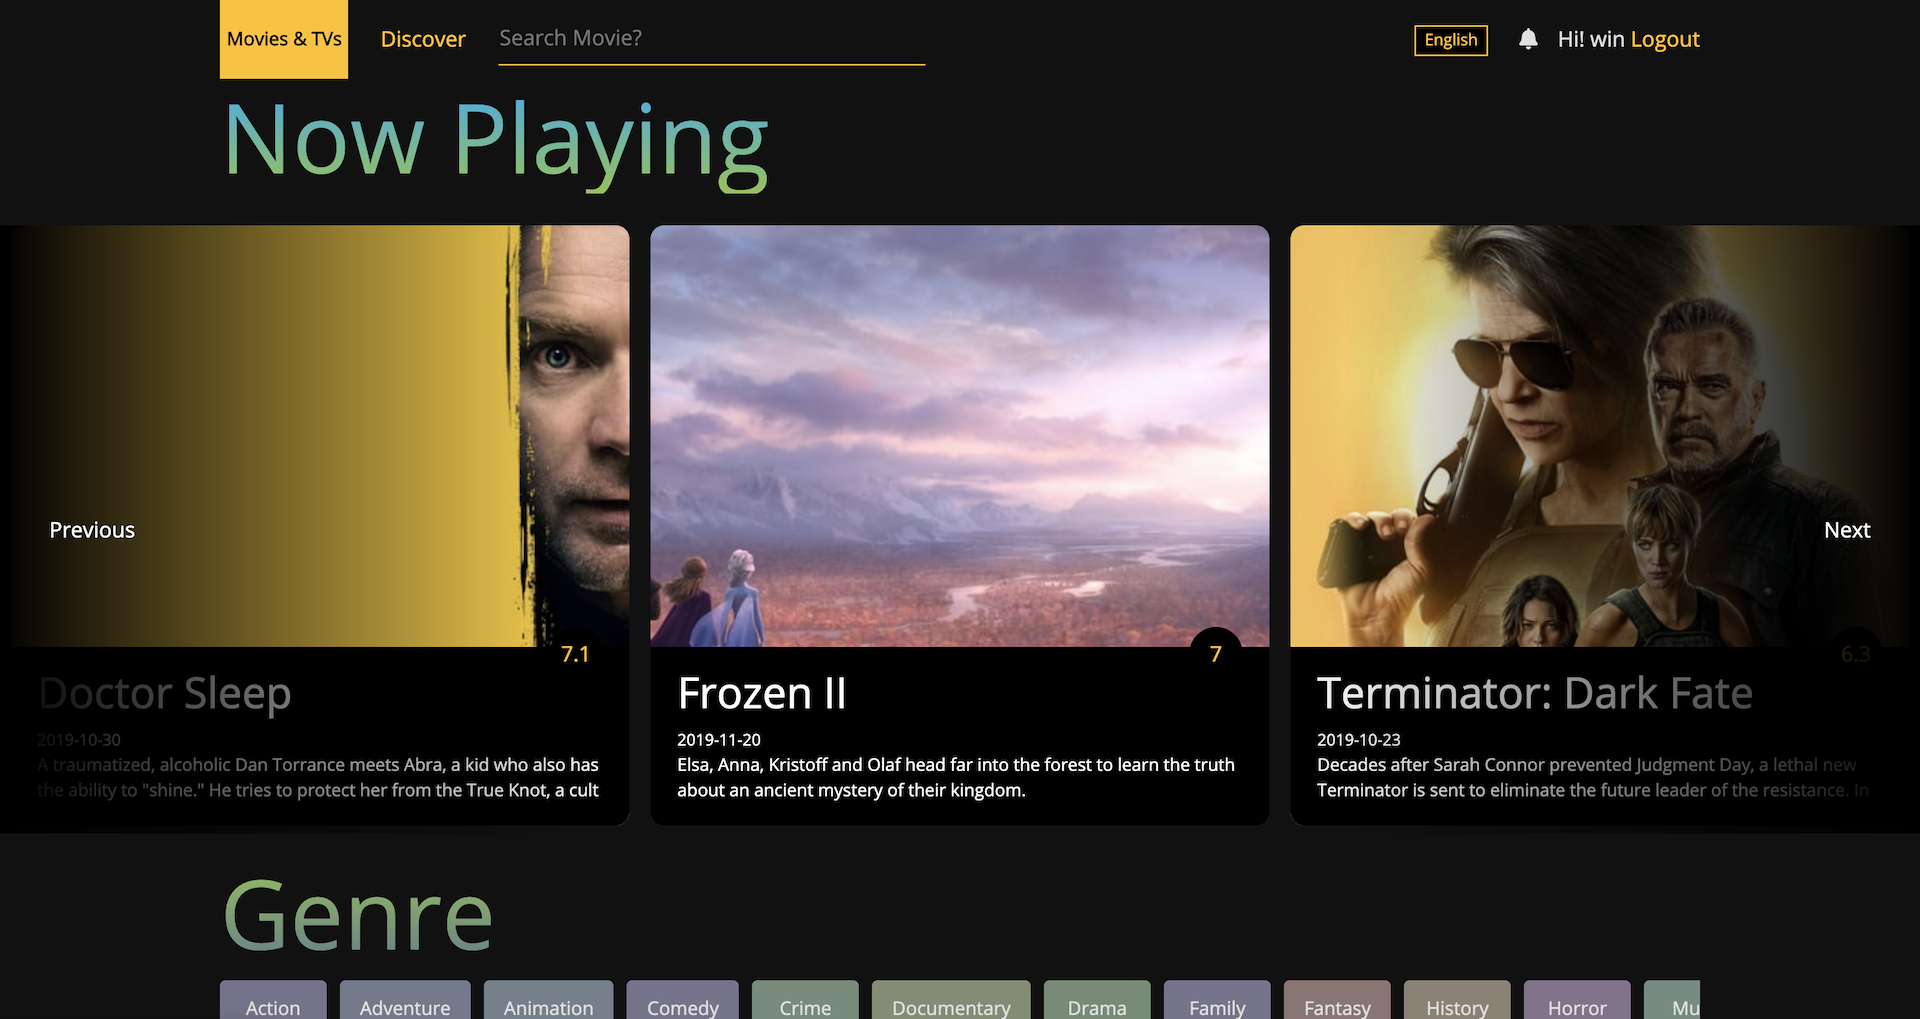 Movies & TVs
Discover
Search Movie?
English
Hi! win Logout
Now Playing
Previous
Next
7.1
Doctor Sleep
2019-10-30
A traumatized, alcoholic Dan Torrance meets Abra, a kid who also has
the ability to "shine." He tries to protect her from the True Knot, a cult
7
Frozen II
2019-11-20
Elsa, Anna, Kristoff and Olaf head far into the forest to learn the truth
about an ancient mystery of their kingdom.
6.3
Terminator: Dark Fate
2019-10-23
Decades after Sarah Connor prevented Judgment Day, a lethal new
Terminator is sent to eliminate the future leader of the resistance. In
Genre
Action
Adventure
Animation
Comedy
Crime
Documentary
Drama
Family
Fantasy
History
Horror
Mu